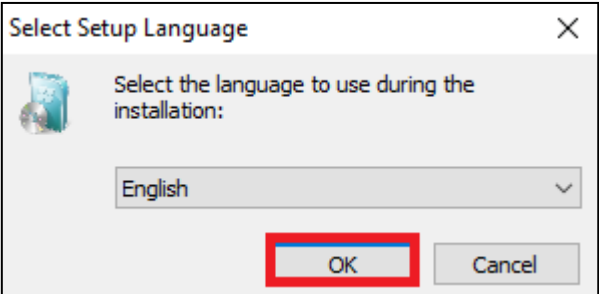 Select Setup Language
Select the language to use during the
installation:
English
OK
Cancel